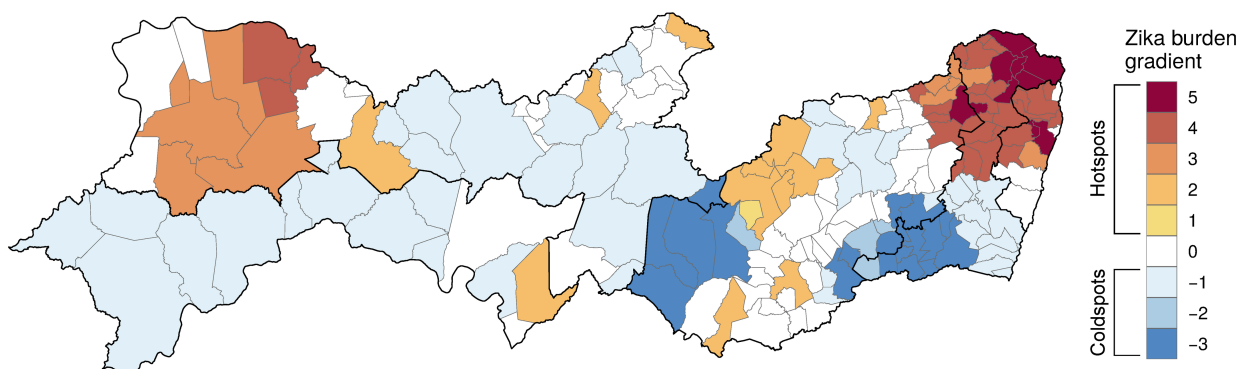 Zika burden
gradient
5
4
3
2
1
0
−1
−2
−3
Hotspots
Coldspots